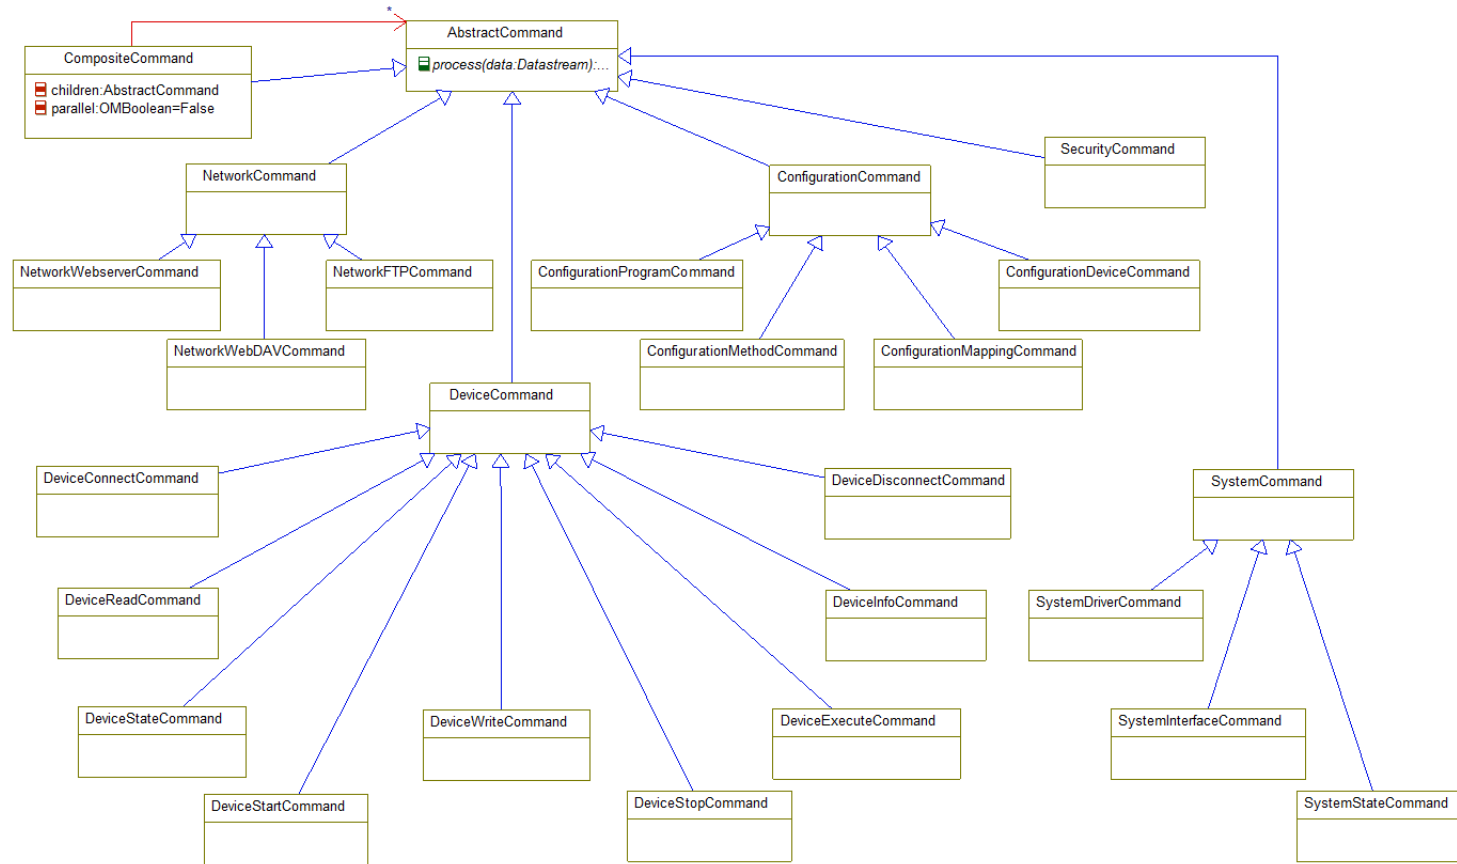 *
AbstractCommand
process(data:Datastream):...
CompositeCommand
children:AbstractCommand
parallel:OMBoolean=False
SecurityCommand
NetworkCommand
ConfigurationCommand
NetworkWebserverCommand
NetworkFTPCommand
ConfigurationProgramCommand
ConfigurationDeviceCommand
NetworkWebDAVCommand
ConfigurationMethodCommand
ConfigurationMappingCommand
DeviceCommand
DeviceConnectCommand
DeviceDisconnectCommand
SystemCommand
DeviceReadCommand
DeviceInfoCommand
SystemDriverCommand
DeviceStateCommand
DeviceWriteCommand
DeviceExecuteCommand
SystemInterfaceCommand
DeviceStartCommand
DeviceStopCommand
SystemStateCommand